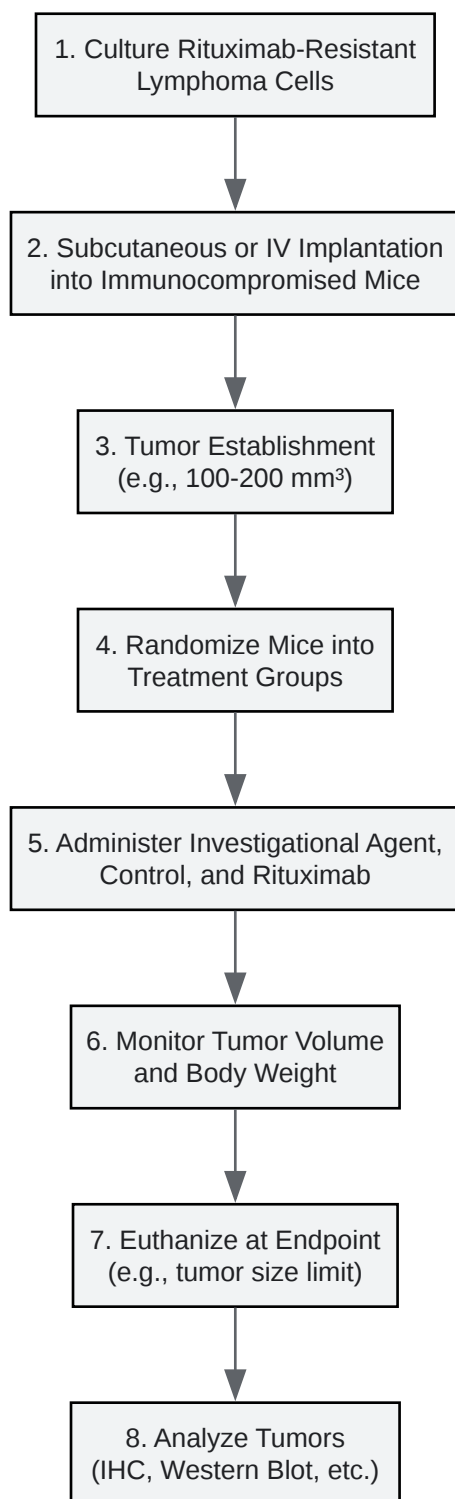 1. Culture Rituximab-Resistant
Lymphoma Cells
2. Subcutaneous or IV Implantation
into Immunocompromised Mice
3. Tumor Establishment
(e.g., 100-200 mm³)
4. Randomize Mice into
Treatment Groups
5. Administer Investigational Agent,
Control, and Rituximab
6. Monitor Tumor Volume
and Body Weight
7. Euthanize at Endpoint
(e.g., tumor size limit)
8. Analyze Tumors
(IHC, Western Blot, etc.)